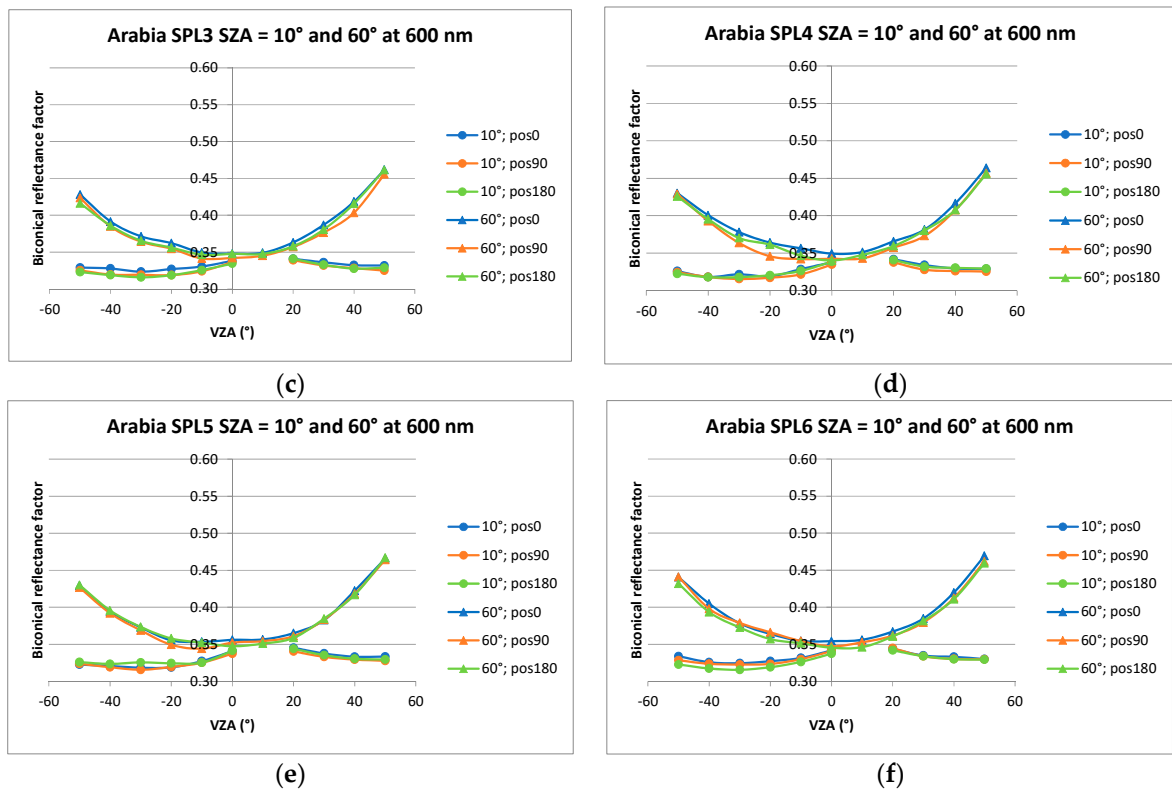 Arabia SPL3 SZA = 10° and 60° at 600 nm
Biconical reflectance factor
0.60
0.55
0.50
0.45
0.40
0.35
0.30
-60 -40 -20 0 20 40 60
VZA (°)
10°; pos0
10°; pos90
10°; pos180
60°; pos0
60°; pos90
60°; pos180
(c)
Arabia SPL4 SZA = 10° and 60° at 600 nm
Biconical reflectance factor
0.60
0.55
0.50
0.45
0.40
0.35
0.30
-60 -40 -20 0 20 40 60
VZA (°)
10°; pos0
10°; pos90
10°; pos180
60°; pos0
60°; pos90
60°; pos180
(d)
Arabia SPL5 SZA = 10° and 60° at 600 nm
Biconical reflectance factor
0.60
0.55
0.50
0.45
0.40
0.35
0.30
-60 -40 -20 0 20 40 60
VZA (°)
10°; pos0
10°; pos90
10°; pos180
60°; pos0
60°; pos90
60°; pos180
(e)
Arabia SPL6 SZA = 10° and 60° at 600 nm
Biconical reflectance factor
0.60
0.55
0.50
0.45
0.40
0.35
0.30
-60 -40 -20 0 20 40 60
VZA (°)
10°; pos0
10°; pos90
10°; pos180
60°; pos0
60°; pos90
60°; pos180
(f)